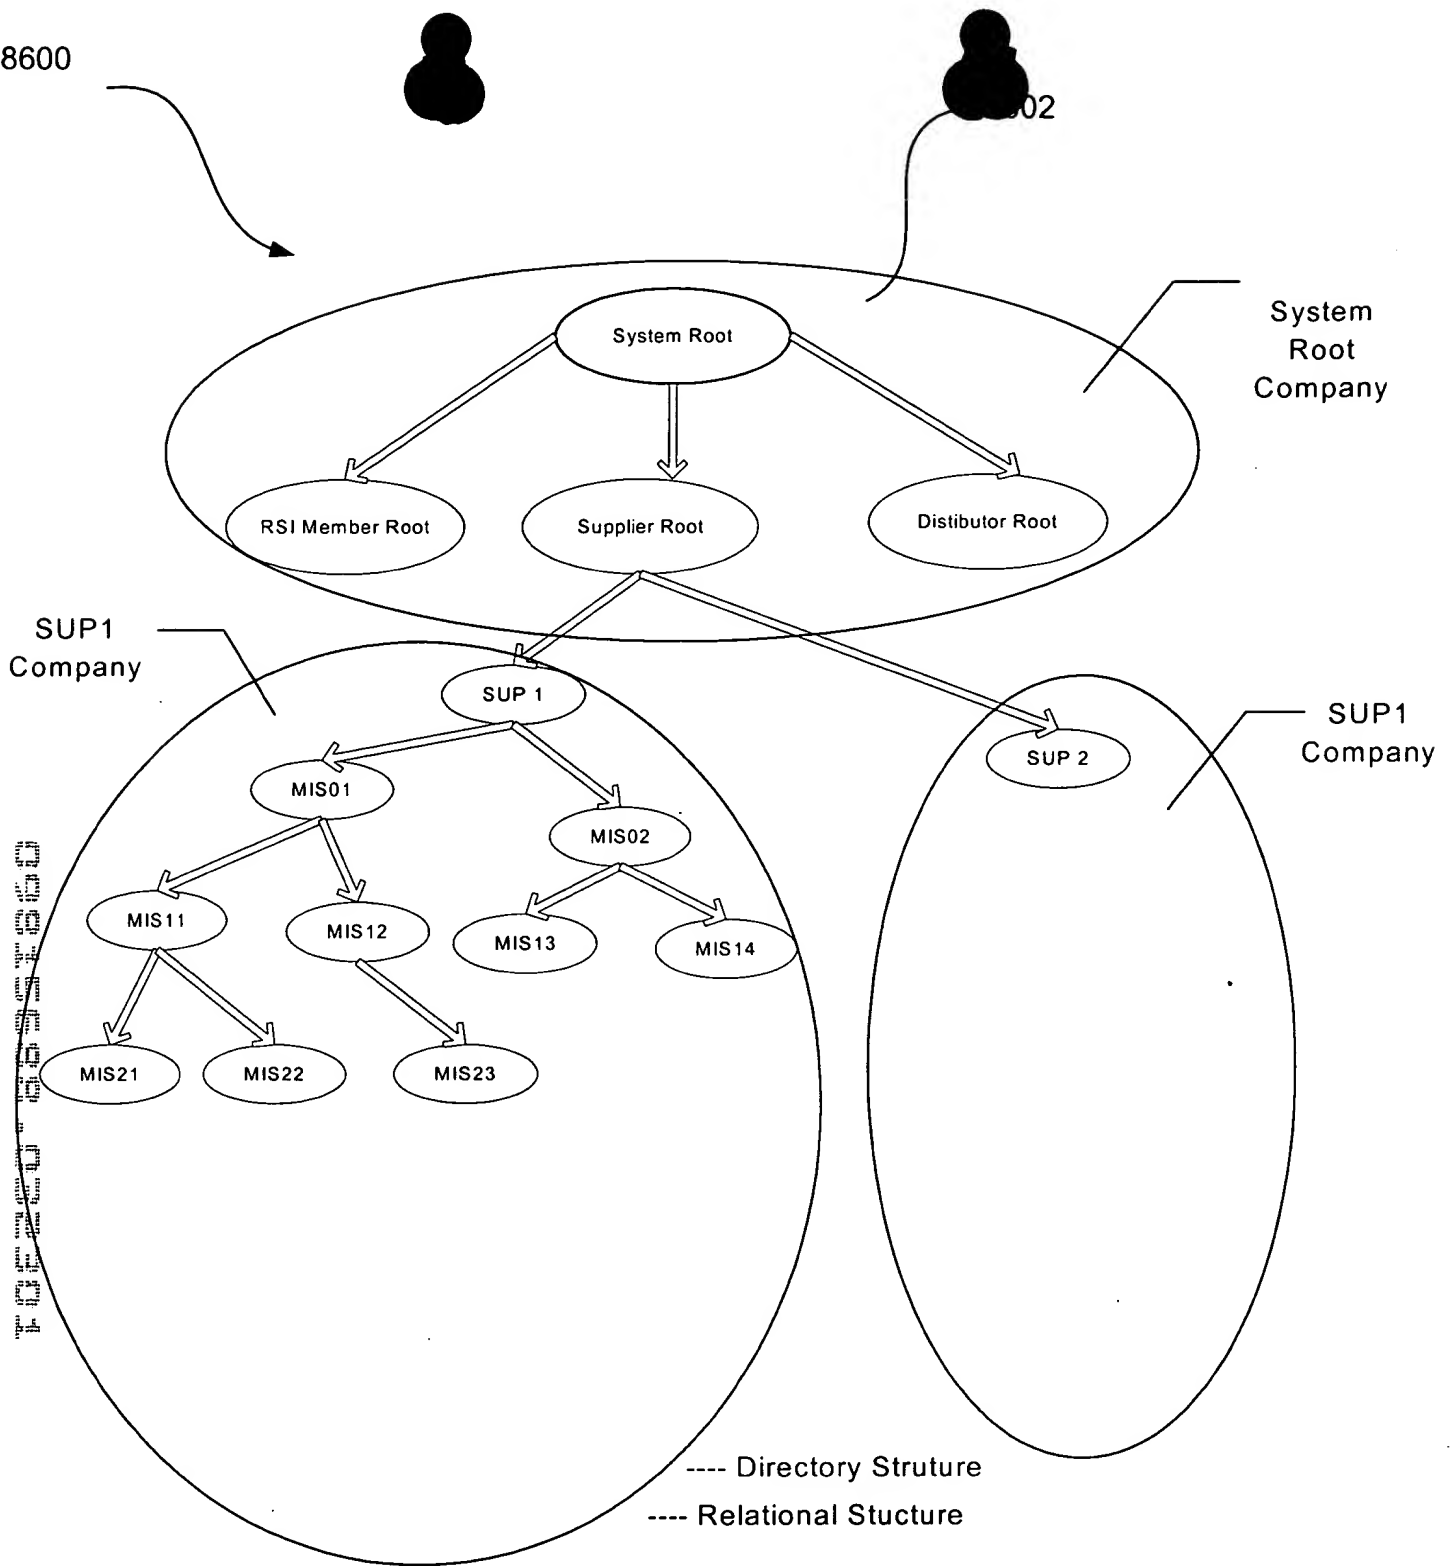 8600
02
System Root
System
Root
Company
RSI Member Root
Supplier Root
Distibutor Root
SUP1
Company
SUP 1
SUP1
Company
SUP 2
MIS01
MIS02
MIS11
MIS12
MIS13
MIS14
MIS21
MIS22
MIS23
---- Directory Struture
---- Relational Stucture